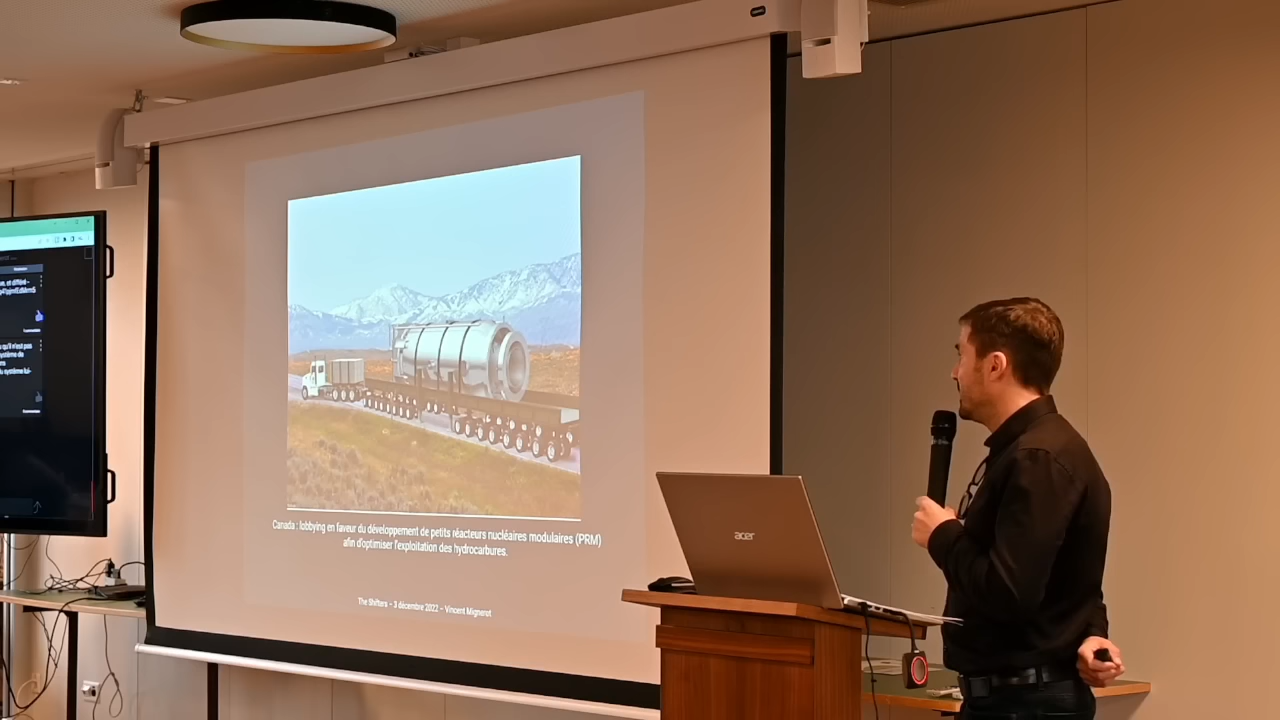 Canada : lobbying en faveur du développement de petits réacteurs nucléaires modulaires (PRM)
afin d'optimiser l'exploitation des hydrocarbures.
The Shifters – 3 décembre 2022 – Vincent Mignerot
acer